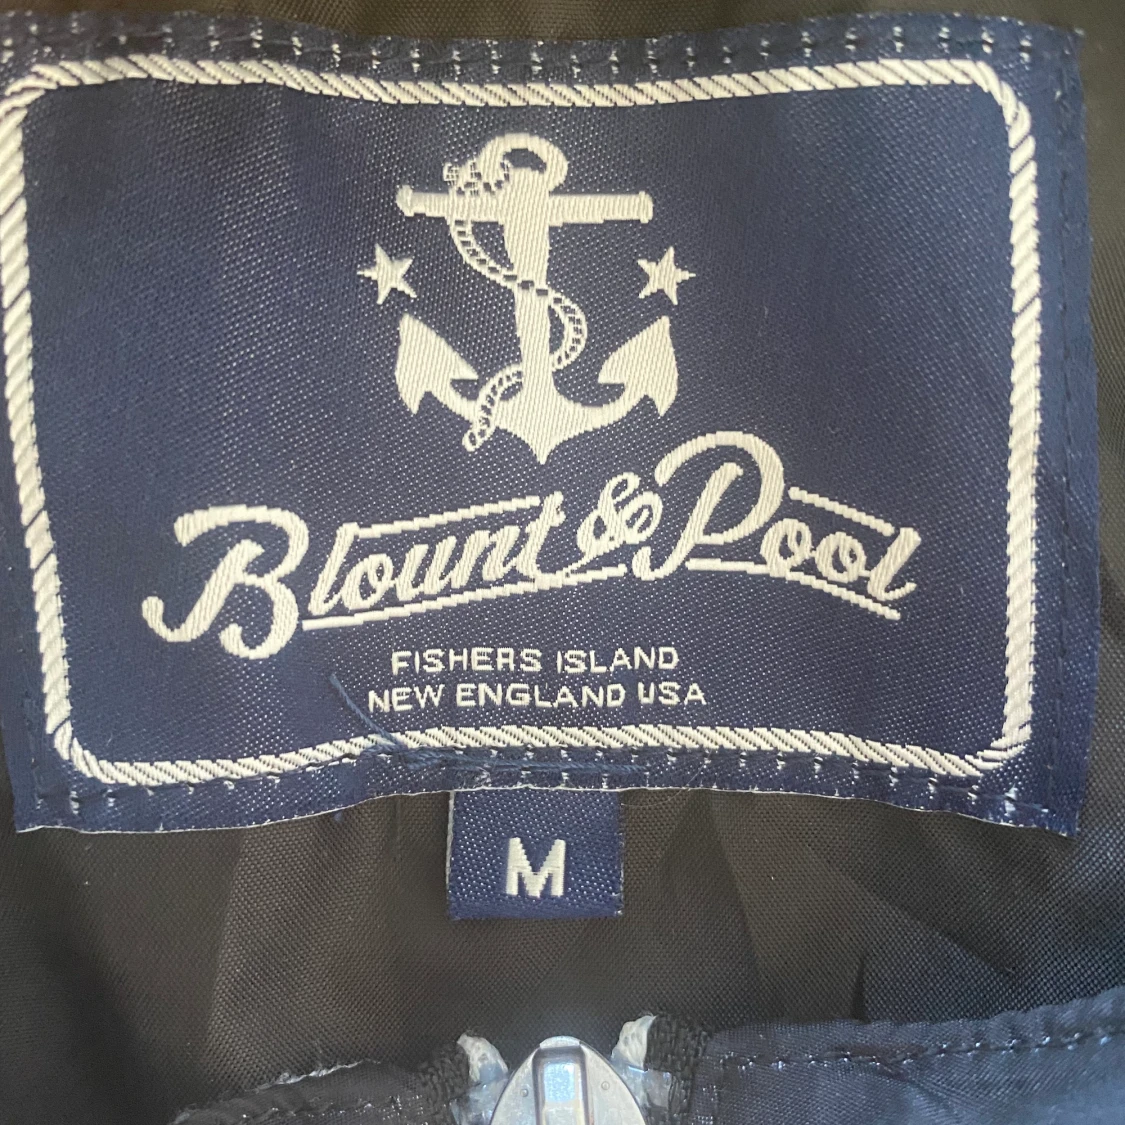 Blount & Pool
FISHERS ISLAND
NEW ENGLAND USA
M